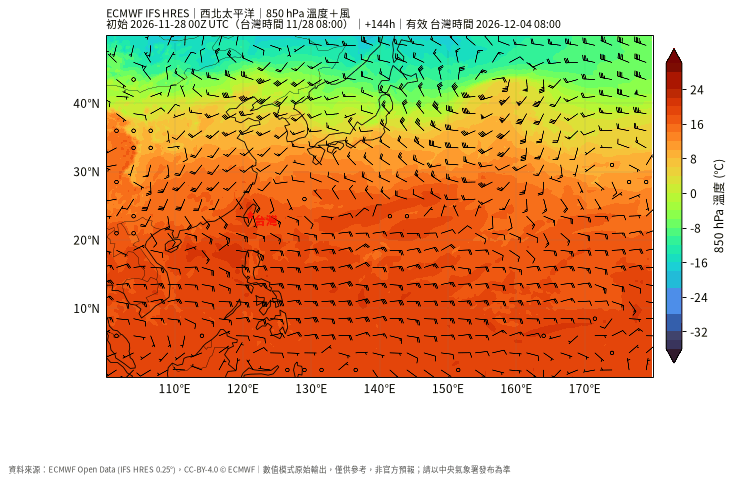 ECMWF IFS HRES｜西北太平洋｜850 hPa 溫度＋風
初始 2026-11-28 00Z UTC（台灣時間 11/28 08:00）｜+144h｜有效 台灣時間 2026-12-04 08:00
40°N
30°N
20°N
10°N
台灣
110°E 120°E 130°E 140°E 150°E 160°E 170°E
24
16
8
0
-8
-16
-24
-32
850 hPa 溫度 (°C)
資料來源：ECMWF Open Data (IFS HRES 0.25°)，CC-BY-4.0 © ECMWF｜數值模式原始輸出，僅供參考，非官方預報；請以中央氣象署發布為準